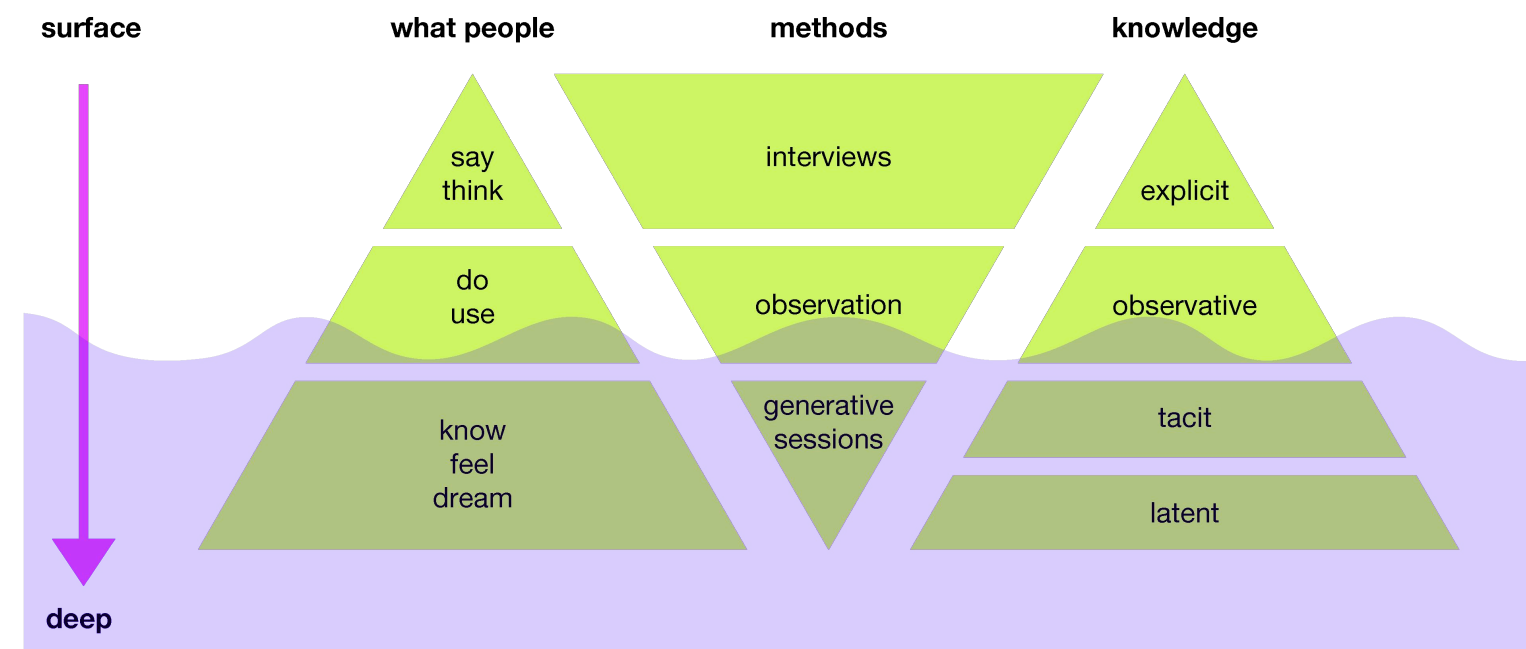 surface
what people
methods
knowledge
say
think
interviews
explicit
do
use
observation
observative
know
feel
dream
generative
sessions
tacit
latent
deep